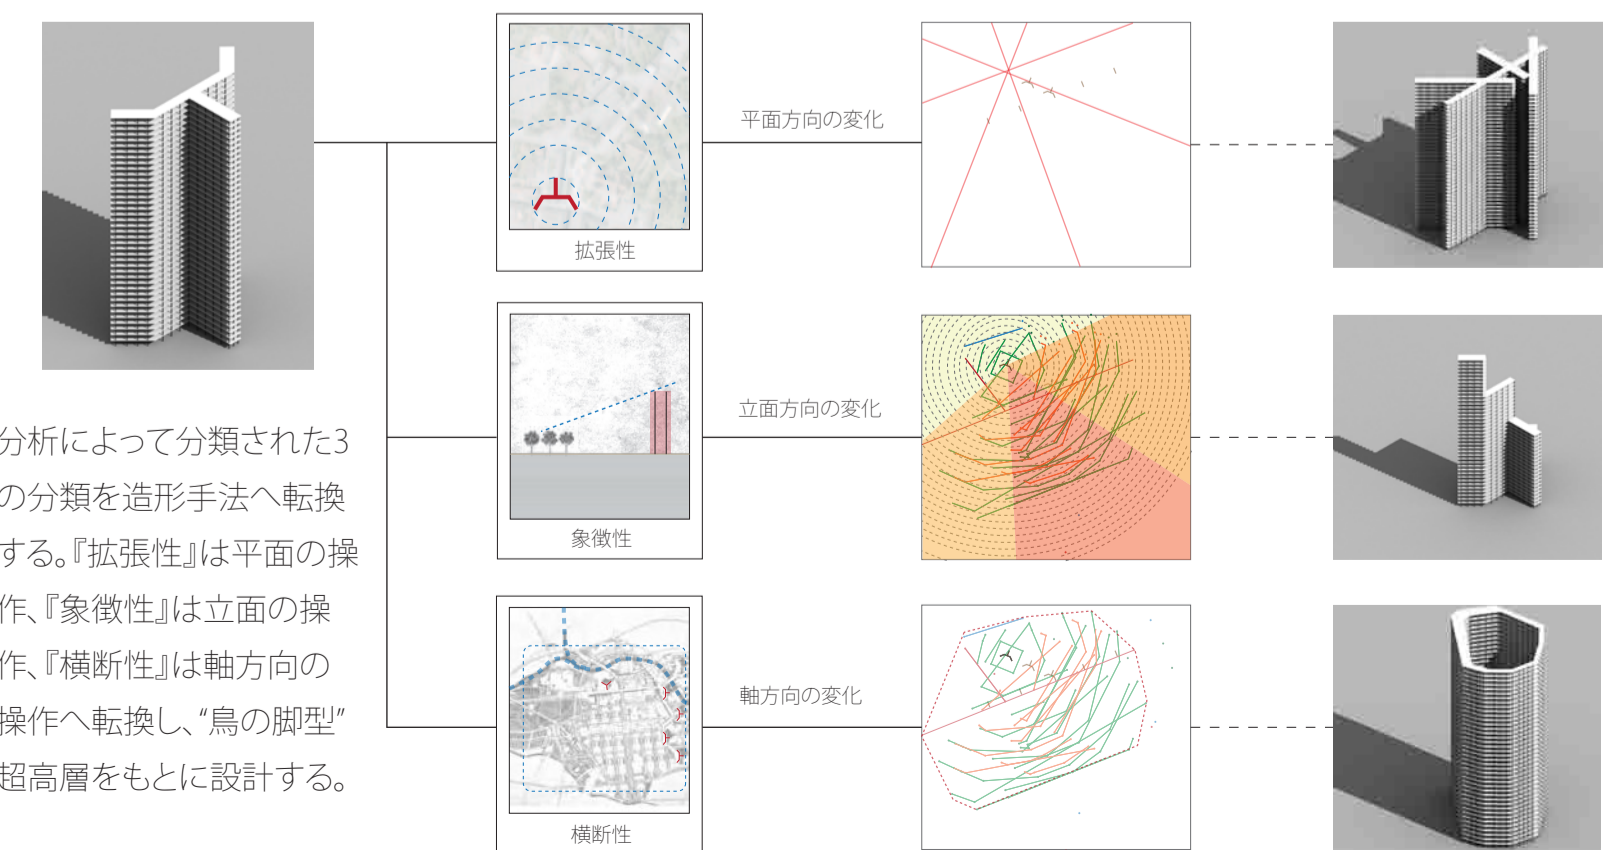 平面方向の変化
拡張性
立面方向の変化
象徴性
軸方向の変化
横断性
分析によって分類された3
の分類を造形手法へ転換
する。『拡張性』は平面の操
作、『象徴性』は立面の操
作、『横断性』は軸方向の
操作へ転換し、“鳥の脚型”
超高層をもとに設計する。